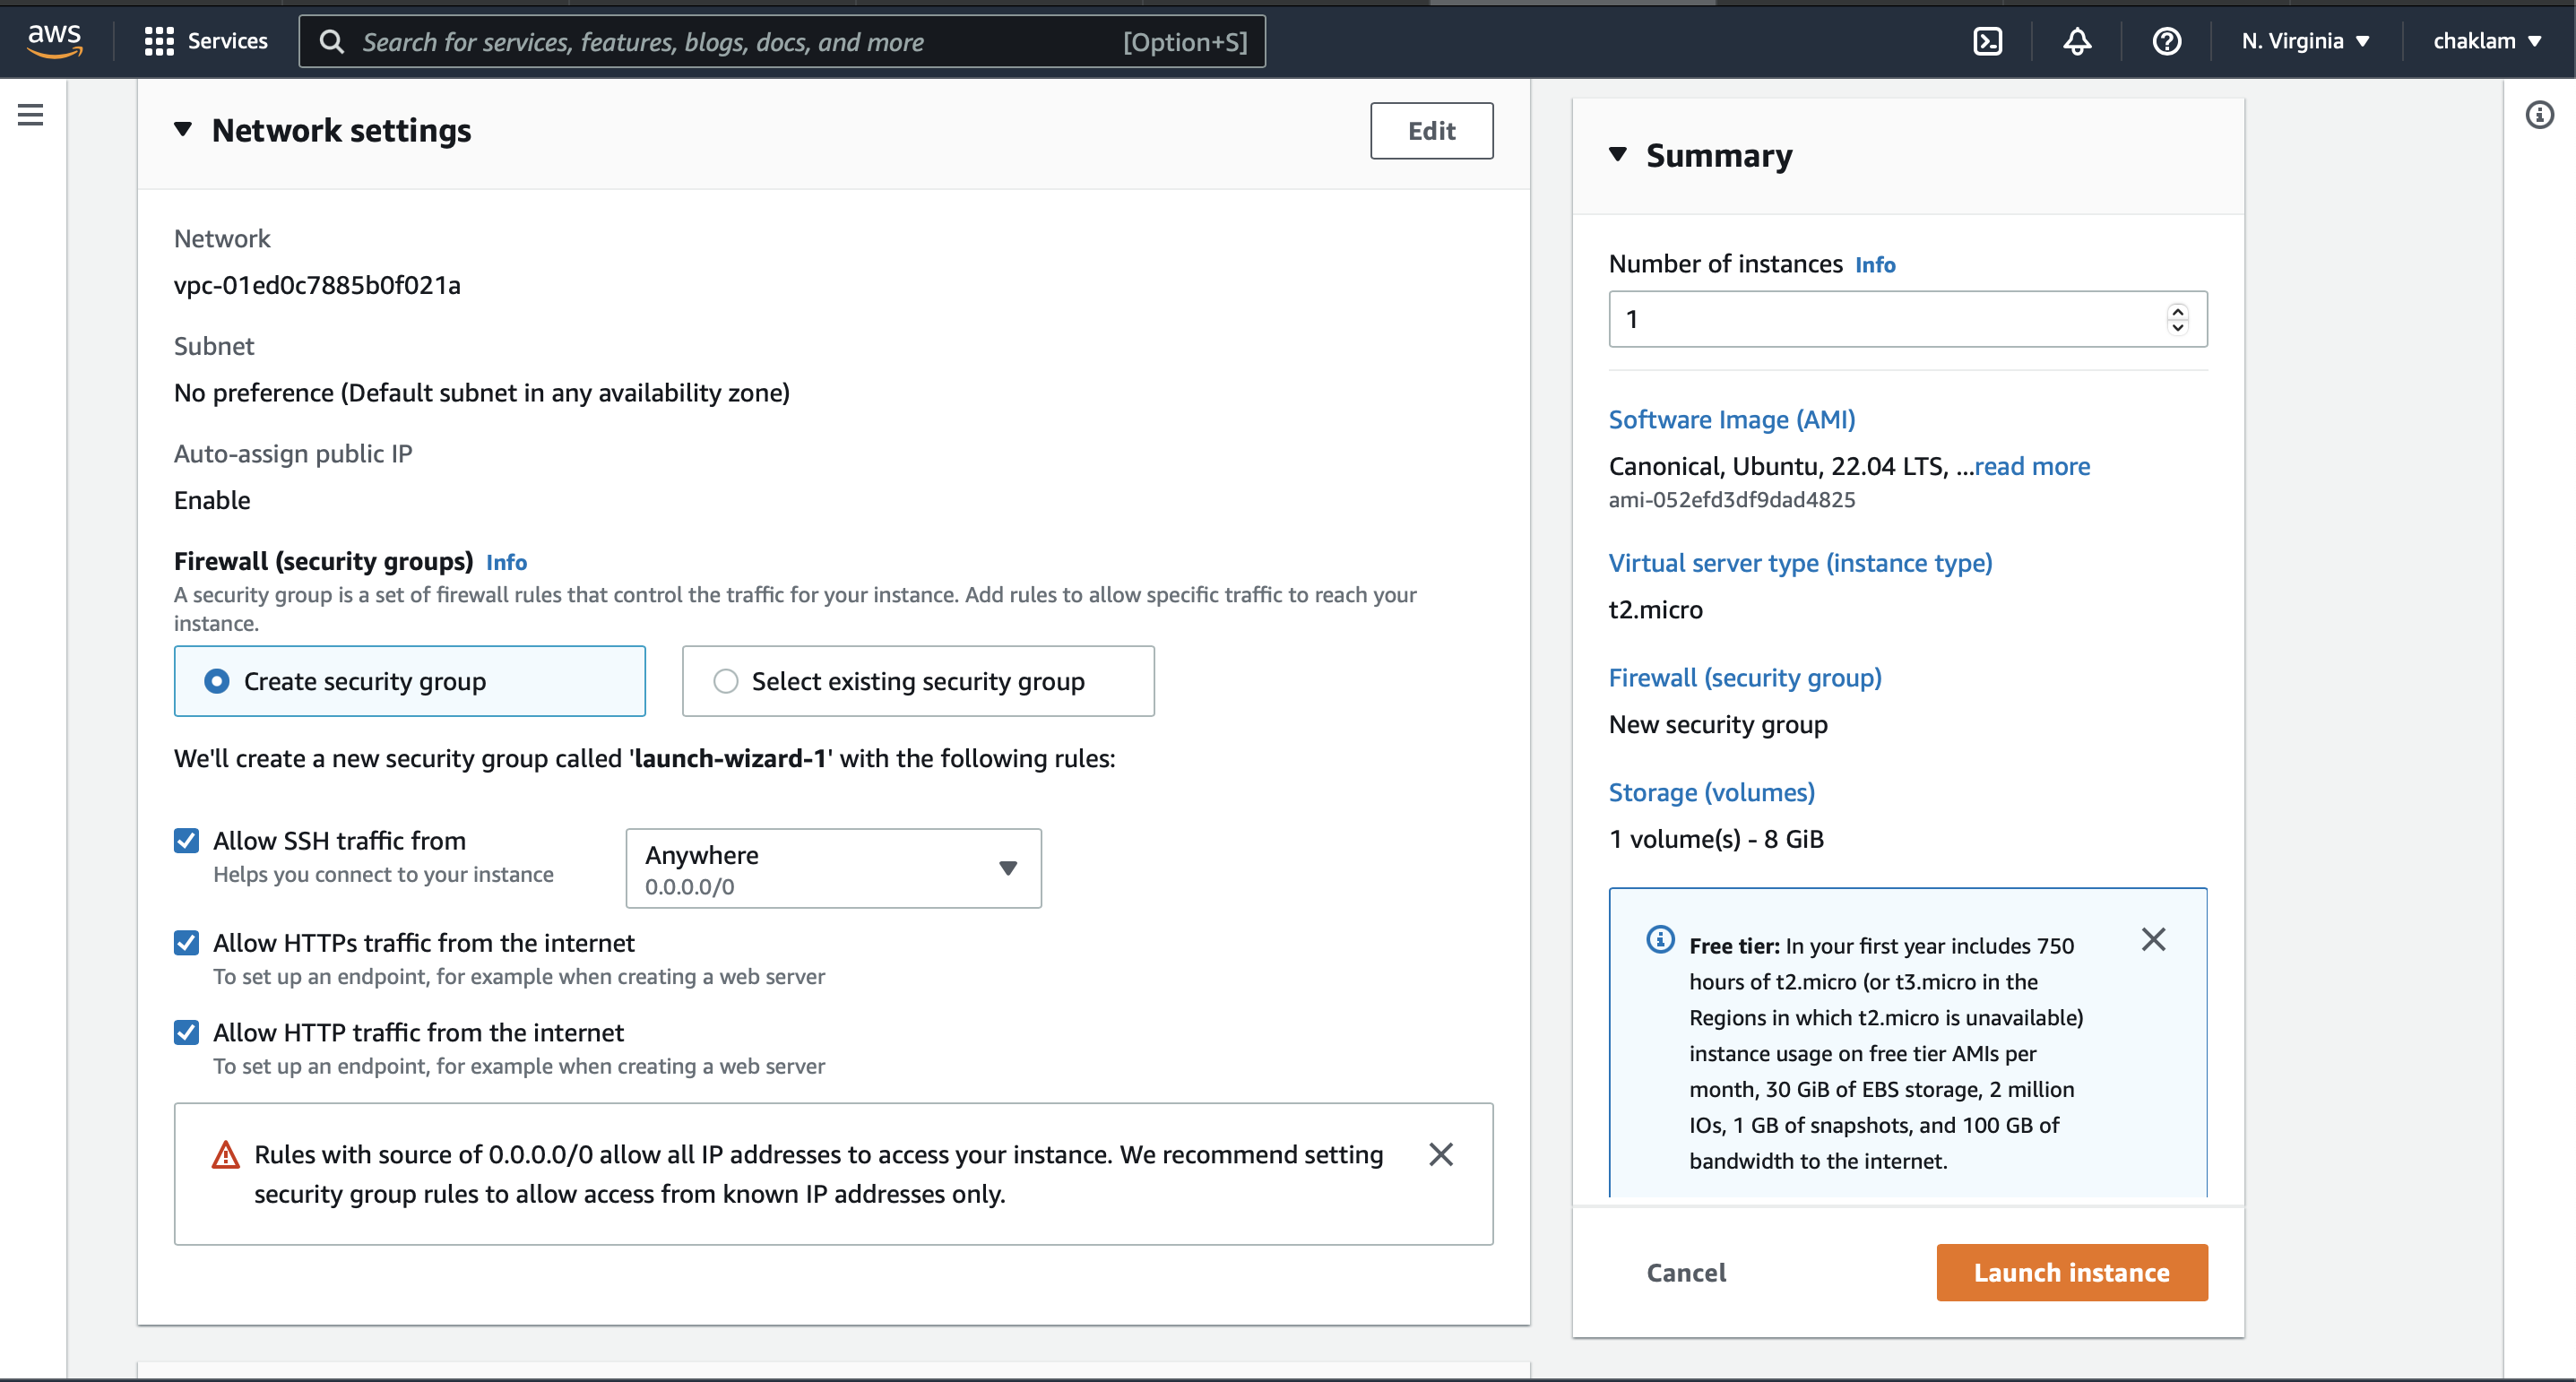 aws
Services
Search for services, features, blogs, docs, and more
[Option+S]
N. Virginia
chaklam
Network settings
Edit
Network
vpc-01ed0c7885b0f021a
Subnet
No preference (Default subnet in any availability zone)
Auto-assign public IP
Enable
Firewall (security groups) Info
A security group is a set of firewall rules that control the traffic for your instance. Add rules to allow specific traffic to reach your
instance.
Create security group
Select existing security group
We'll create a new security group called 'launch-wizard-1' with the following rules:
Allow SSH traffic from
Helps you connect to your instance
Anywhere
0.0.0.0/0
Allow HTTPs traffic from the internet
To set up an endpoint, for example when creating a web server
Allow HTTP traffic from the internet
To set up an endpoint, for example when creating a web server
Rules with source of 0.0.0.0/0 allow all IP addresses to access your instance. We recommend setting
security group rules to allow access from known IP addresses only.
Summary
Number of instances Info
1
Software Image (AMI)
Canonical, Ubuntu, 22.04 LTS, ...read more
ami-052efd3df9dad4825
Virtual server type (instance type)
t2.micro
Firewall (security group)
New security group
Storage (volumes)
1 volume(s) - 8 GiB
Free tier: In your first year includes 750
hours of t2.micro (or t3.micro in the
Regions in which t2.micro is unavailable)
instance usage on free tier AMIs per
month, 30 GiB of EBS storage, 2 million
IOs, 1 GB of snapshots, and 100 GB of
bandwidth to the internet.
Cancel
Launch instance